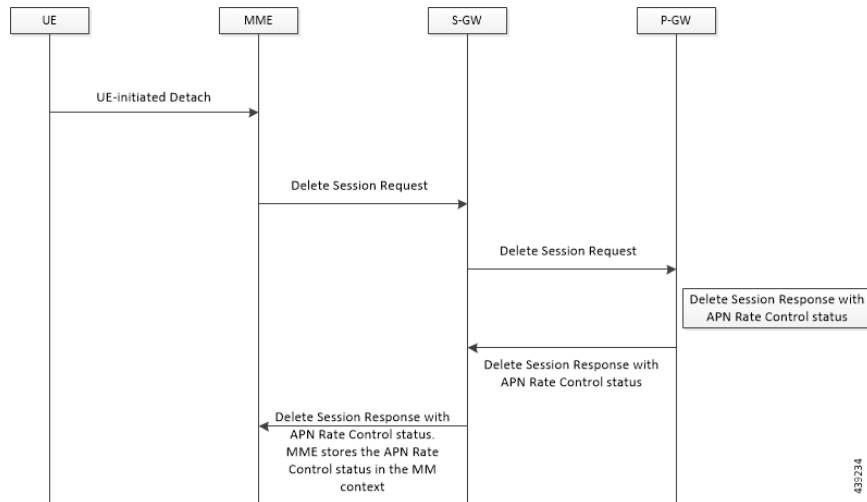 UE
MME
S-GW
P-GW
UE-initiated Detach
Delete Session Request
Delete Session Request
Delete Session Response with
APN Rate Control status
Delete Session Response with
APN Rate Control status
Delete Session Response with
APN Rate Control status.
MME stores the APN Rate
Control status in the MM
context
439234